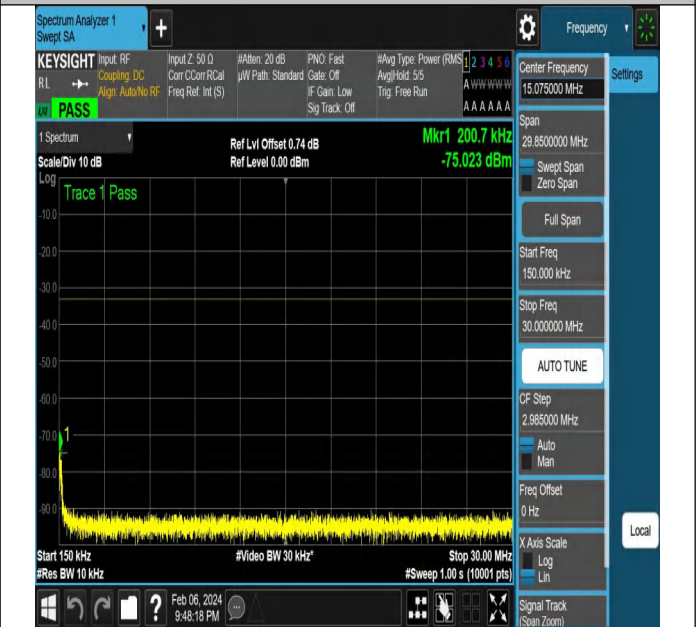 Spectrum Analyzer 1
Swept SA
+
Frequency
KEYSIGHT
RL
PASS
Input: RF
Coupling: DC
Align: Auto/No RF
Input Z: 50 Ω
Corr CCorr RCal
Freq Ref: Int (S)
#Atten: 20 dB
µW Path: Standard
PNO: Fast
Gate: Off
IF Gain: Low
Sig Track: Off
#Avg Type: Power (RMS
Avg|Hold: 5/5
Trig: Free Run
1 2 3 4 5 6
A W W W W W
A A A A A A
Center Frequency
15.075000 MHz
Settings
1 Spectrum
Scale/Div 10 dB
Ref Lvl Offset 0.74 dB
Ref Level 0.00 dBm
Mkr1 200.7 kHz
-75.023 dBm
Span
29.8500000 MHz
Swept Span
Zero Span
Full Span
Start Freq
150.000 kHz
Stop Freq
30.000000 MHz
AUTO TUNE
CF Step
2.985000 MHz
Auto
Man
Freq Offset
0 Hz
X Axis Scale
Log
Lin
Signal Track
(Span Zoom)
Local
Log
Trace 1 Pass
-10.0
-20.0
-30.0
-40.0
-50.0
-60.0
-70.0
1
-80.0
-90.0
Start 150 kHz
#Video BW 30 kHz*
Stop 30.00 MHz
#Res BW 10 kHz
#Sweep 1.00 s (10001 pts)
?
Feb 06, 2024
9:48:18 PM